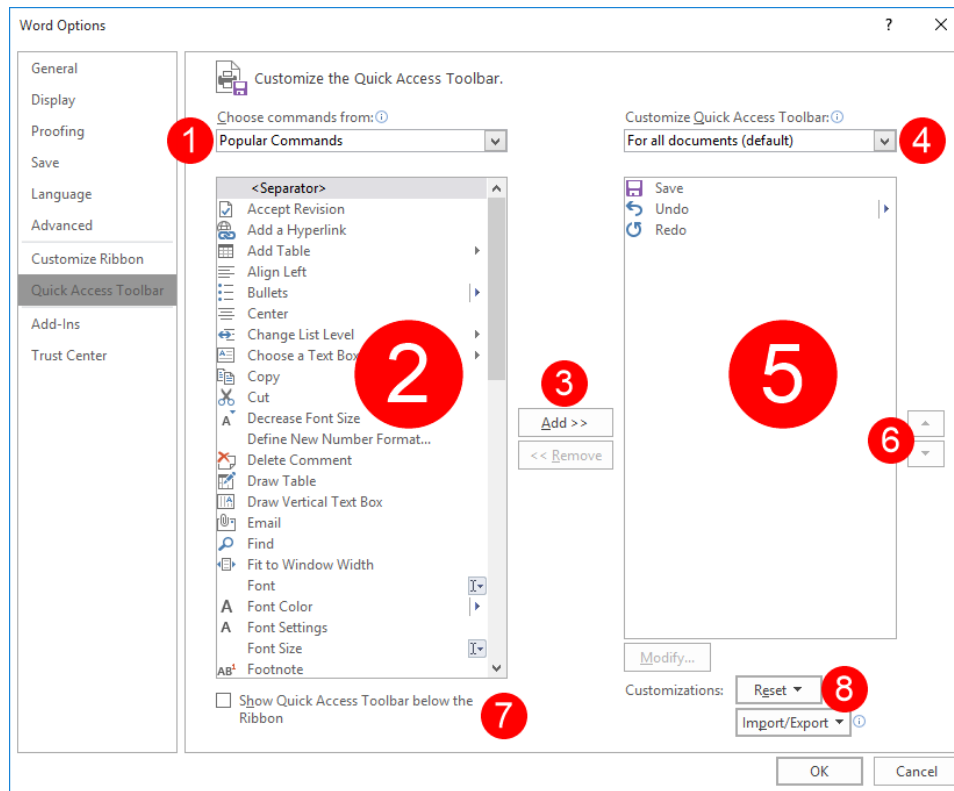 Word Options
?
General
Display
Proofing
Save
Language
Advanced
Customize Ribbon
Quick Access Toolbar
Add-Ins
Trust Center
Customize the Quick Access Toolbar.
Choose commands from:
1
Popular Commands
<Separator>
Accept Revision
Add a Hyperlink
Add Table
Align Left
Bullets
Center
Change List Level
Choose a Text Box
Copy
Cut
Decrease Font Size
Define New Number Format...
Delete Comment
Draw Table
Draw Vertical Text Box
Email
Find
Fit to Window Width
Font
Font Color
Font Settings
Font Size
Footnote
2
Show Quick Access Toolbar below the
Ribbon
7
3
Add >>
<< Remove
Customize Quick Access Toolbar:
For all documents (default)
4
Save
Undo
Redo
5
6
Modify...
Customizations:
Reset
8
Import/Export
OK
Cancel